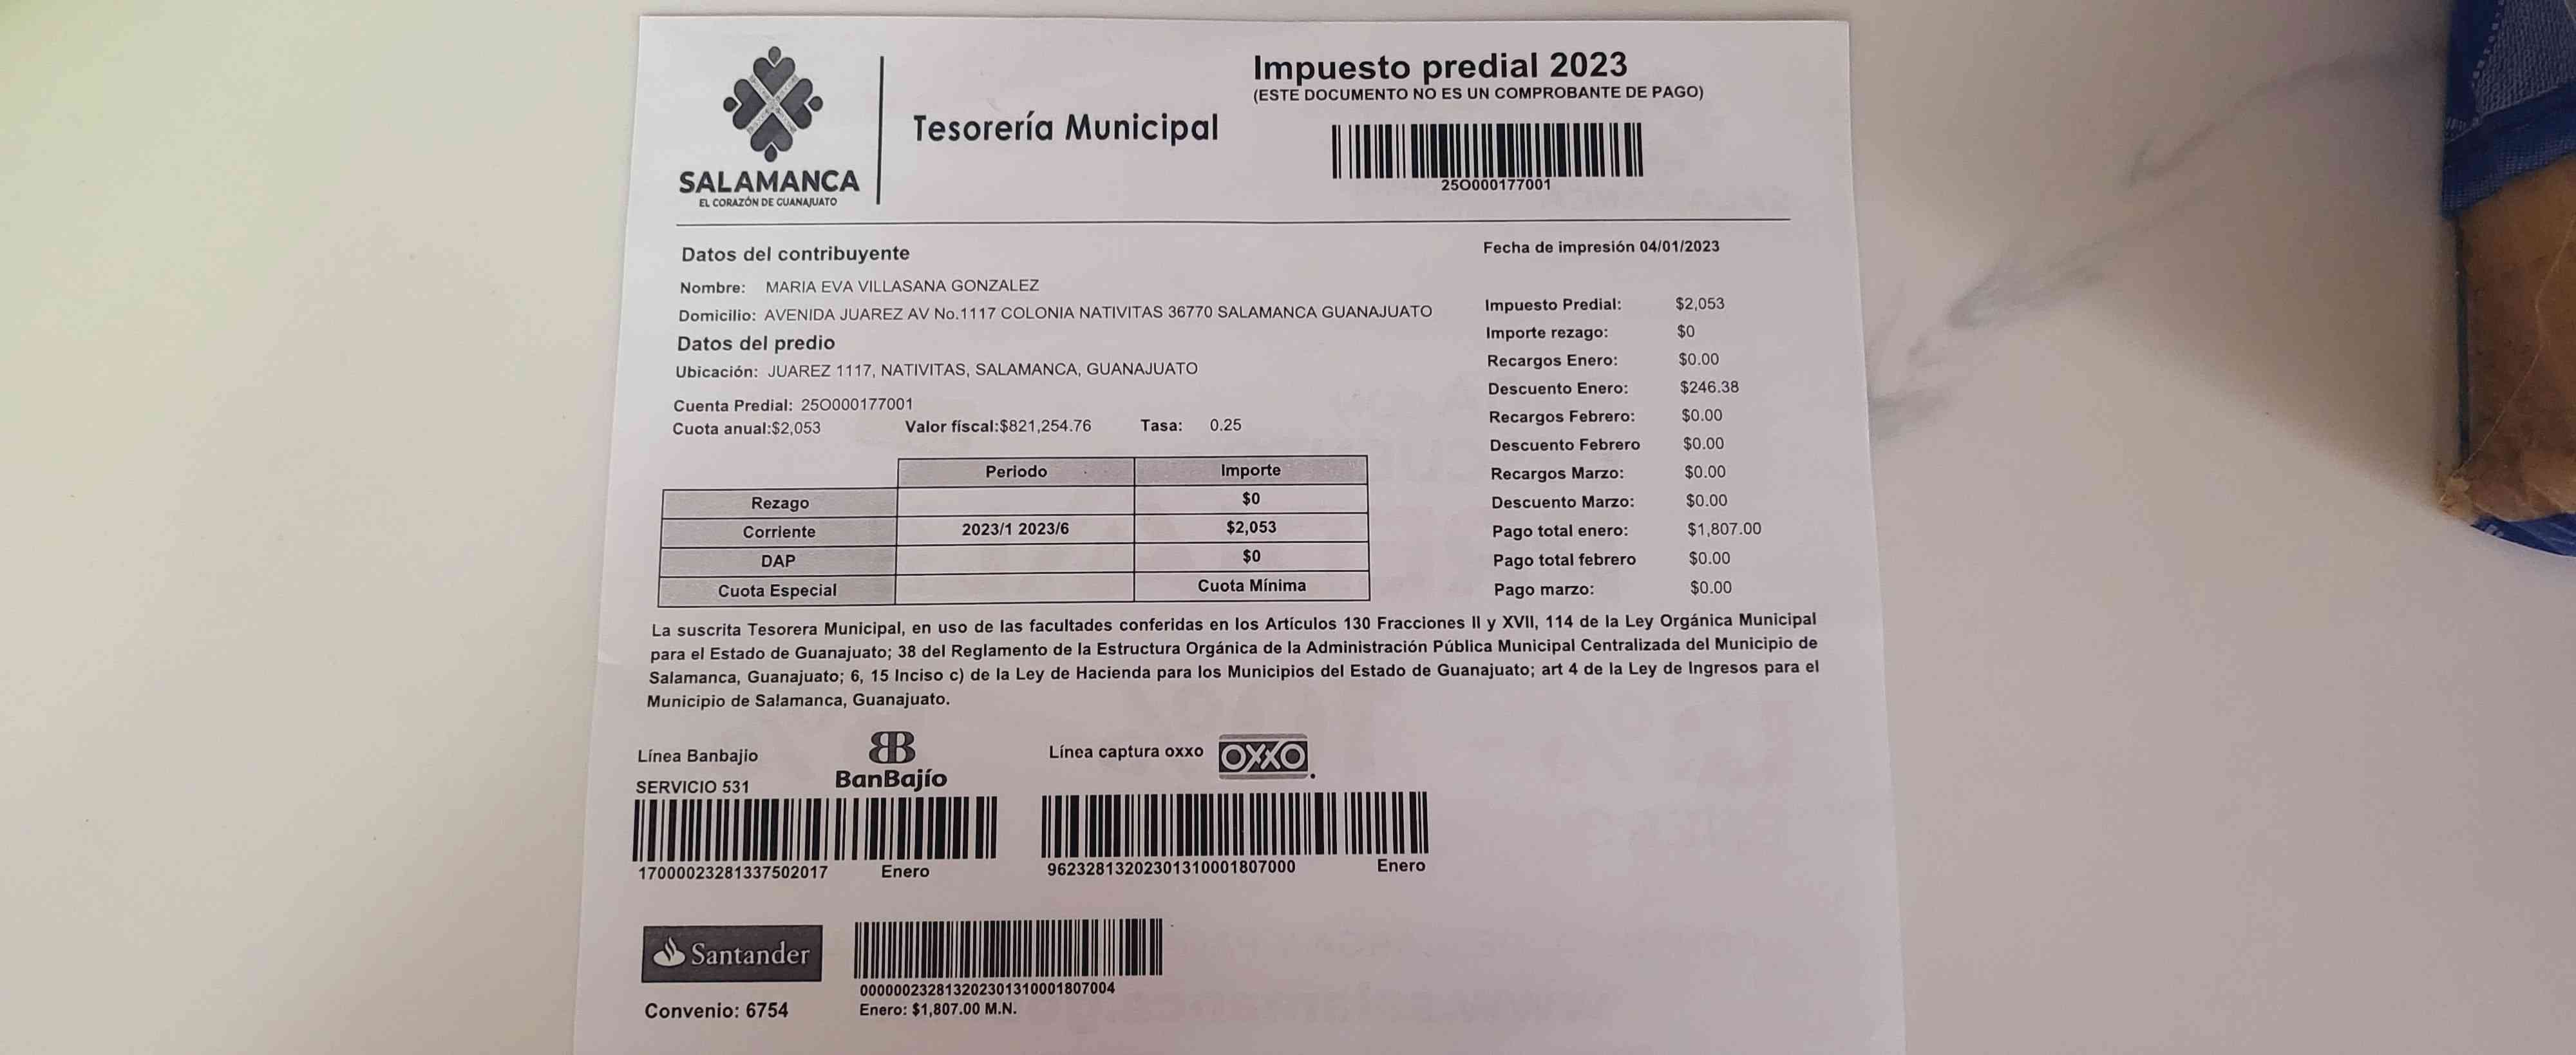 Impuesto predial 2023
(ESTE DOCUMENTO NO ES UN COMPROBANTE DE PAGO)
Tesorería Municipal
25O000177001
SALAMANCA
EL CORAZÓN DE GUANAJUATO
Datos del contribuyente
Fecha de impresión 04/01/2023
Nombre: MARIA EVA VILLASANA GONZALEZ
Domicilio: AVENIDA JUAREZ AV No.1117 COLONIA NATIVITAS 36770 SALAMANCA GUANAJUATO
Datos del predio
Ubicación: JUAREZ 1117, NATIVITAS, SALAMANCA, GUANAJUATO
Cuenta Predial: 25O000177001
Cuota anual:$2,053 Valor fiscal:$821,254.76 Tasa: 0.25
Periodo Importe
Rezago $0
Corriente 2023/1 2023/6 $2,053
DAP $0
Cuota Especial Cuota Mínima
Impuesto Predial: $2,053
Importe rezago: $0
Recargos Enero: $0.00
Descuento Enero: $246.38
Recargos Febrero: $0.00
Descuento Febrero $0.00
Recargos Marzo: $0.00
Descuento Marzo: $0.00
Pago total enero: $1,807.00
Pago total febrero $0.00
Pago marzo: $0.00
La suscrita Tesorera Municipal, en uso de las facultades conferidas en los Artículos 130 Fracciones II y XVII, 114 de la Ley Orgánica Municipal
para el Estado de Guanajuato; 38 del Reglamento de la Estructura Orgánica de la Administración Pública Municipal Centralizada del Municipio de
Salamanca, Guanajuato; 6, 15 Inciso c) de la Ley de Hacienda para los Municipios del Estado de Guanajuato; art 4 de la Ley de Ingresos para el
Municipio de Salamanca, Guanajuato.
Línea Banbajio
SERVICIO 531
BanBajío
17000023281337502017 Enero
Línea captura oxxo OXXO
96232813202301310001807000 Enero
Santander
Convenio: 6754
000000232813202301310001807004
Enero: $1,807.00 M.N.